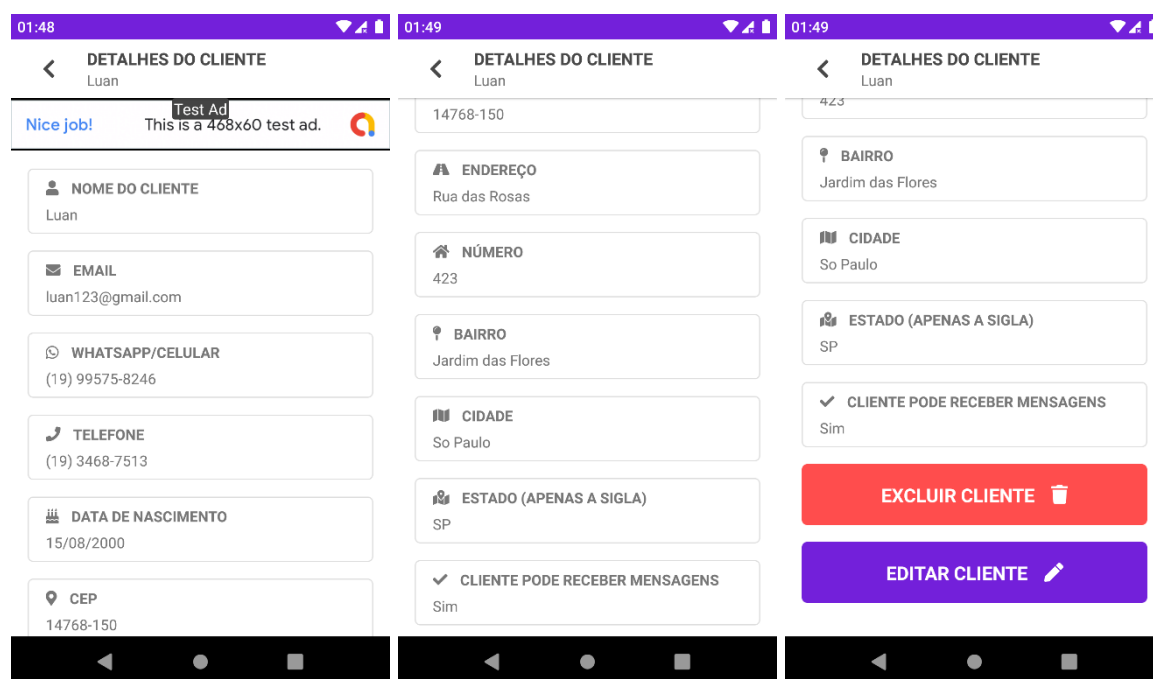 01:48
DETALHES DO CLIENTE
Luan
Test Ad
Nice job!
This is a 468x60 test ad.
NOME DO CLIENTE
Luan
EMAIL
luan123@gmail.com
WHATSAPP/CELULAR
(19) 99575-8246
TELEFONE
(19) 3468-7513
DATA DE NASCIMENTO
15/08/2000
CEP
14768-150
01:49
DETALHES DO CLIENTE
Luan
14768-150
ENDEREÇO
Rua das Rosas
NÚMERO
423
BAIRRO
Jardim das Flores
CIDADE
So Paulo
ESTADO (APENAS A SIGLA)
SP
CLIENTE PODE RECEBER MENSAGENS
Sim
01:49
DETALHES DO CLIENTE
Luan
423
BAIRRO
Jardim das Flores
CIDADE
So Paulo
ESTADO (APENAS A SIGLA)
SP
CLIENTE PODE RECEBER MENSAGENS
Sim
EXCLUIR CLIENTE
EDITAR CLIENTE